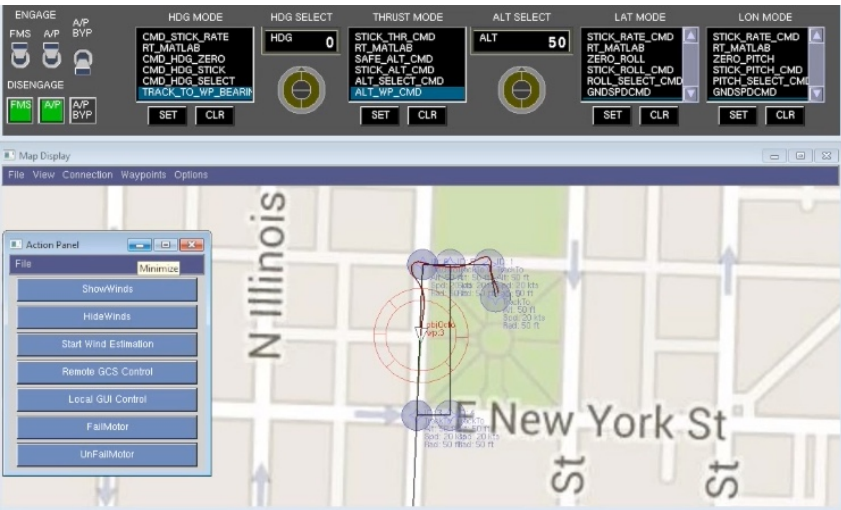 ENGAGE
FMS A/P A/P BYP
DISENGAGE
FMS A/P A/P BYP
HDG MODE
CMD_STICK_RATE
RT_MATLAB
CMD_HDG_ZERO
CMD_HDG_STICK
CMD_HDG_SELECT
TRACK_TO_WP_BEARIN
SET CLR
HDG SELECT
HDG 0
THRUST MODE
STICK_THR_CMD
RT_MATLAB
SAFE_ALT_CMD
STICK_ALT_CMD
ALT_SELECT_CMD
ALT_WP_CMD
SET CLR
ALT SELECT
ALT 50
LAT MODE
STICK_RATE_CMD
RT_MATLAB
ZERO_ROLL
STICK_ROLL_CMD
ROLL_SELECT_CMD
GNDSPDCMD
SET CLR
LON MODE
STICK_RATE_CMD
RT_MATLAB
ZERO_PITCH
STICK_PITCH_CMD
PITCH_SELECT_CMD
GNDSPDCMD
SET CLR
Map Display
File View Connection Waypoints Options
Action Panel
File
Minimize
ShowWinds
HideWinds
Start Wind Estimation
Remote GCS Control
Local GUI Control
FailMotor
UnFailMotor
N Illinois
E New York St
St
St